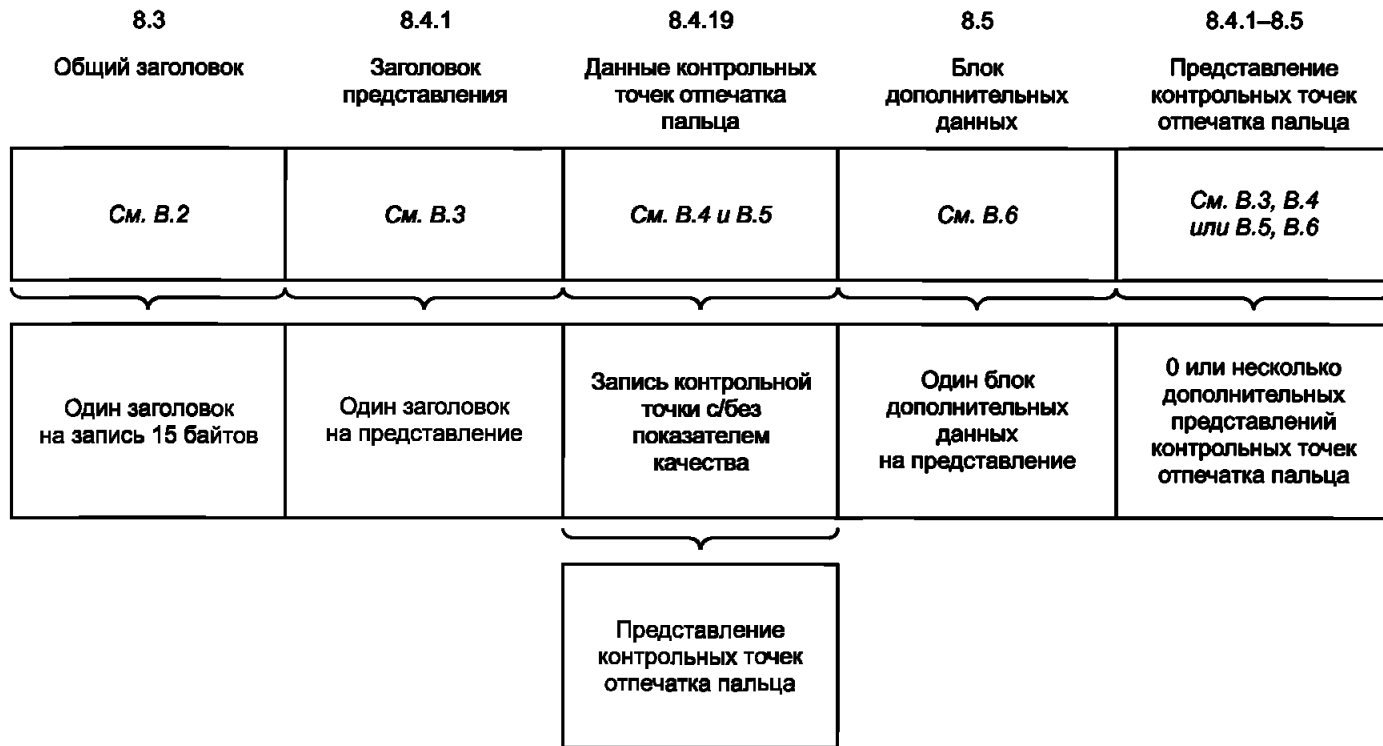 8.3
Общий заголовок
8.4.1
Заголовок
представления
8.4.19
Данные контрольных
точек отпечатка
пальца
8.5
Блок
дополнительных
данных
8.4.1–8.5
Представление
контрольных точек
отпечатка пальца
См. В.2
См. В.3
См. В.4 и В.5
См. В.6
См. В.3, В.4
или В.5, В.6
Один заголовок
на запись 15 байтов
Один заголовок
на представление
Запись контрольной
точки с/без
показателем
качества
Один блок
дополнительных
данных
на представление
0 или несколько
дополнительных
представлений
контрольных точек
отпечатка пальца
Представление
контрольных точек
отпечатка пальца